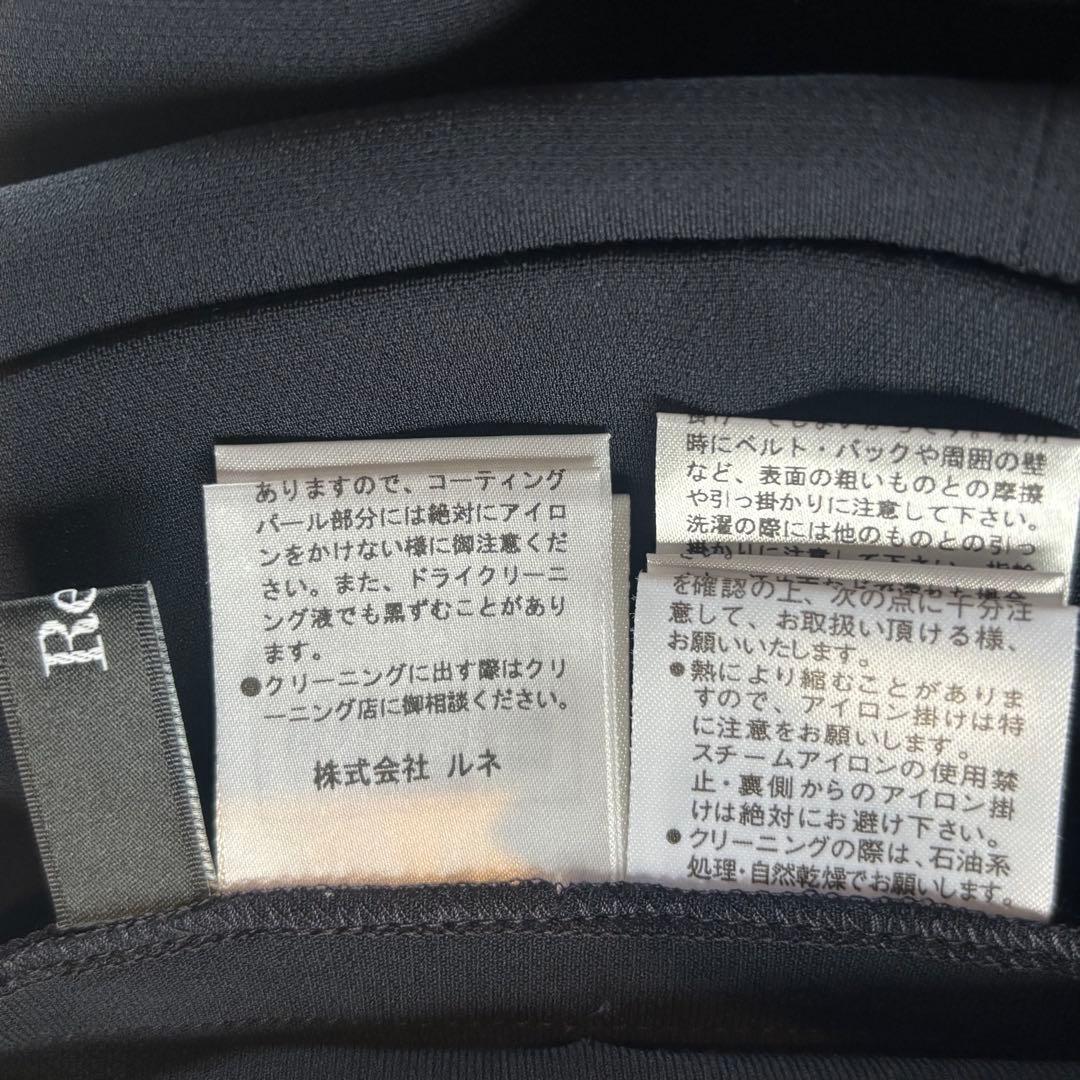 Re
ありますので、コーティング
パール部分には絶対にアイロ
ンをかけない様に御注意くだ
さい。また、ドライクリーニ
ング液でも黒ずむことがあり
ます。
●クリーニングに出す際はクリ
ーニング店に御相談ください。
株式会社 ルネ
時にベルト・バックや周囲の壁
など、表面の粗いものとの摩擦
や引っ掛かりに注意して下さい。
洗濯の際には他のものとの引っ
掛かりに注意して下さい。指輪
を確認の上、次の点に十分注
意して、お取扱い頂ける様、
お願いいたします。
●熱により縮むことがありま
すので、アイロン掛けは特
に注意をお願いします。
スチームアイロンの使用禁
止・裏側からのアイロン掛
けは絶対にお避け下さい。
●クリーニングの際は、石油系
処理・自然乾燥でお願いします。